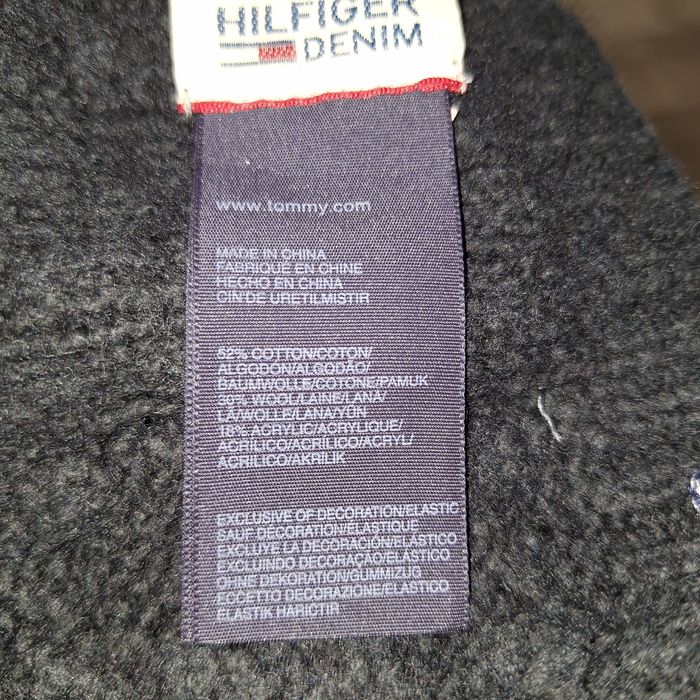 HILFIGER
DENIM
www.tommy.com
MADE IN CHINA
FABRIQUÉ EN CHINE
HECHO EN CHINA
CIN DE URETILMISTIR
52% COTTON/COTON/
ALGODON/ALGODÃO/
BAUMWOLLE/COTONE/PAMUK
30% WOOL/LAINE/LANA/
LÃ/WOLLE/LANA/YÜN
18% ACRYLIC/ACRYLIQUE/
ACRÍLICO/ACRÍLICO/ACRYL/
ACRILICO/AKRILIK
EXCLUSIVE OF DECORATION/ELASTIC
SAUF DECORATION/ELASTIQUE
EXCLUYE LA DECORACIÓN/ELÁSTICO
EXCLUINDO DECORAÇÃO/ELÁSTICO
OHNE DEKORATION/GUMMIZUG
ECCETTO DECORAZIONE/ELASTICO
ELASTIK HARICTIR